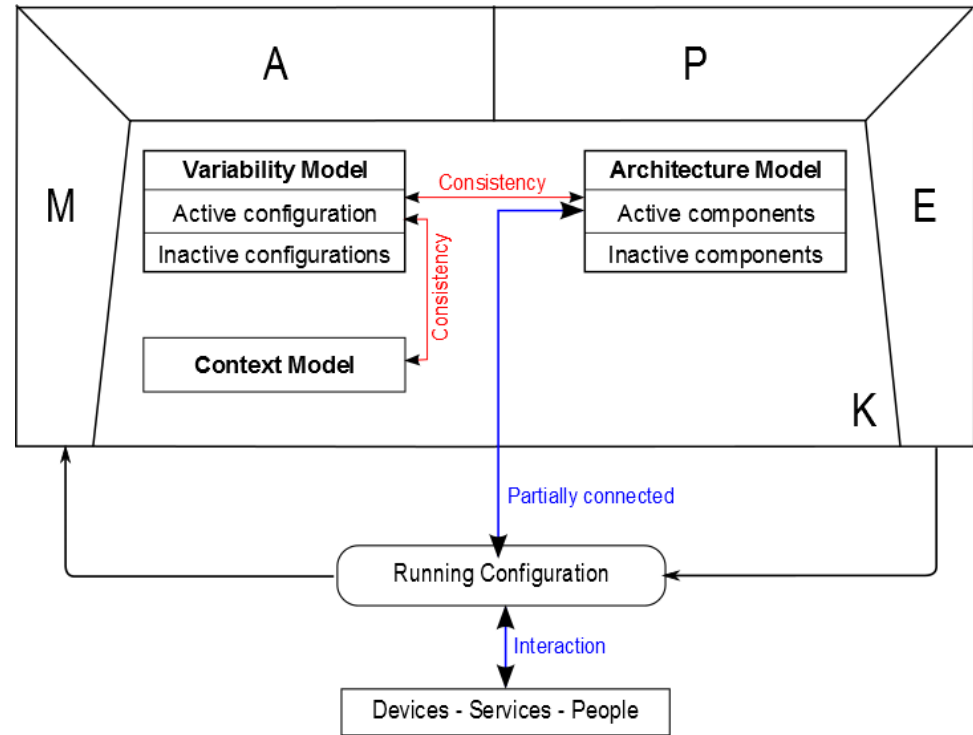 A
P
M
E
Variability Model
Active configuration
Inactive configurations
Consistency
Architecture Model
Active components
Inactive components
Consistency
Context Model
K
Partially connected
Running Configuration
Interaction
Devices - Services - People